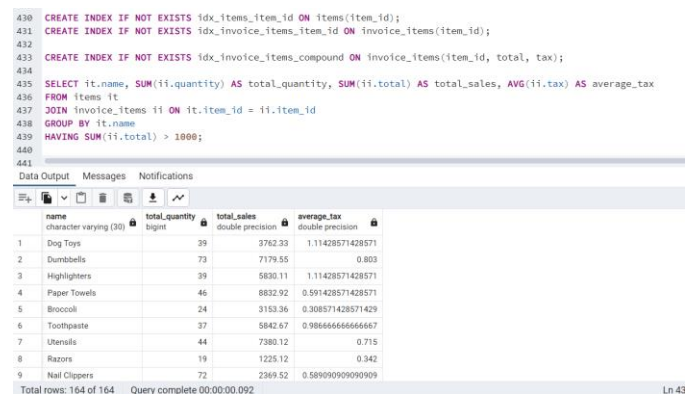 430 CREATE INDEX IF NOT EXISTS idx_items_item_id ON items(item_id);
431 CREATE INDEX IF NOT EXISTS idx_invoice_items_item_id ON invoice_items(item_id);
432
433 CREATE INDEX IF NOT EXISTS idx_invoice_items_compound ON invoice_items(item_id, total, tax);
434
435 SELECT it.name, SUM(ii.quantity) AS total_quantity, SUM(ii.total) AS total_sales, AVG(ii.tax) AS average_tax
436 FROM items it
437 JOIN invoice_items ii ON it.item_id = ii.item_id
438 GROUP BY it.name
439 HAVING SUM(ii.total) > 1000;
440
441
Data Output Messages Notifications
name total_quantity total_sales average_tax
character varying (30) bigint double precision double precision
1 Dog Toys 39 3762.33 1.11428571428571
2 Dumbbells 73 7179.55 0.803
3 Highlighters 39 5830.11 1.11428571428571
4 Paper Towels 46 8832.92 0.591428571428571
5 Broccoli 24 3153.36 0.308571428571429
6 Toothpaste 37 5842.67 0.986666666666667
7 Utensils 44 7380.12 0.715
8 Razors 19 1225.12 0.342
9 Nail Clippers 72 2369.52 0.589090909090909
Total rows: 164 of 164 Query complete 00:00:00.092 Ln 43